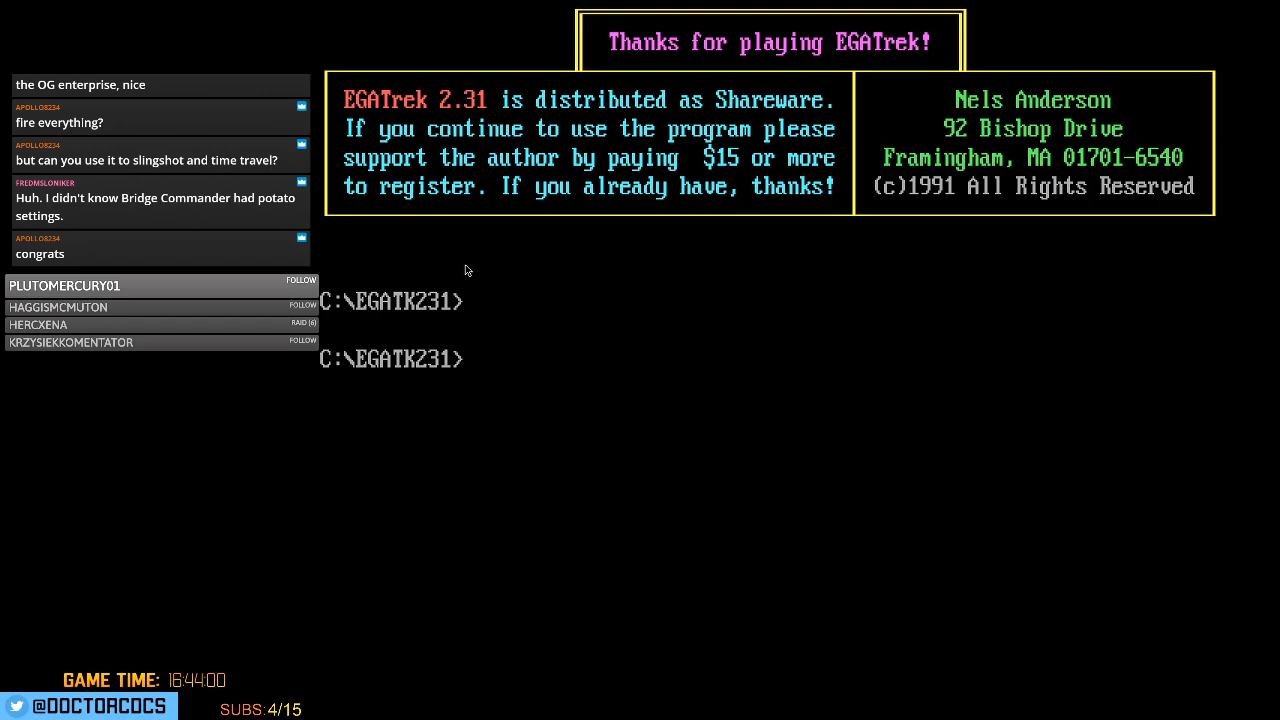 Thanks for playing EGATrek!
EGATrek 2.31 is distributed as Shareware.
If you continue to use the program please
support the author by paying  $15 or more
to register. If you already have, thanks!
Nels Anderson
92 Bishop Drive
Framingham, MA 01701-6540
(c)1991 All Rights Reserved
the OG enterprise, nice
APOLLO8234
fire everything?
APOLLO8234
but can you use it to slingshot and time travel?
FREDMSLONIKER
Huh. I didn't know Bridge Commander had potato
settings.
APOLLO8234
congrats
PLUTOMERCURY01 FOLLOW
HAGGISMCMUTON FOLLOW
HERCXENA RAID (6)
KRZYSIEKKOMENTATOR FOLLOW
C:\EGATK231>
C:\EGATK231>
GAME TIME: 16:44:00
@DOCTORCOCS
SUBS: 4/15